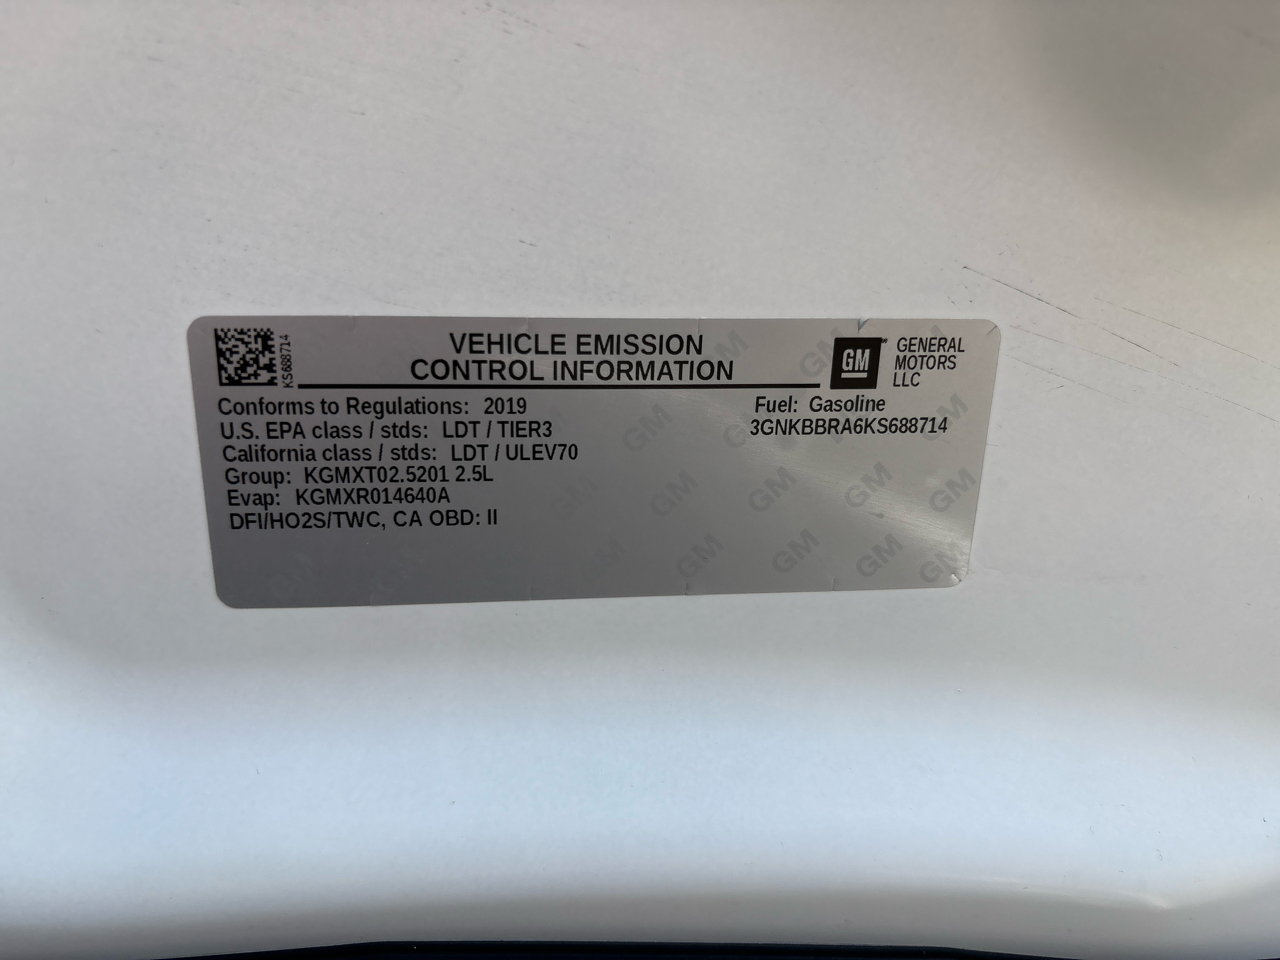 KS688714
VEHICLE EMISSION
CONTROL INFORMATION
GM
GENERAL
MOTORS
LLC
Conforms to Regulations: 2019
U.S. EPA class / stds: LDT / TIER3
California class / stds: LDT / ULEV70
Group: KGMXT02.5201 2.5L
Evap: KGMXR014640A
DFI/HO2S/TWC, CA OBD: II
Fuel: Gasoline
3GNKBBRA6KS688714